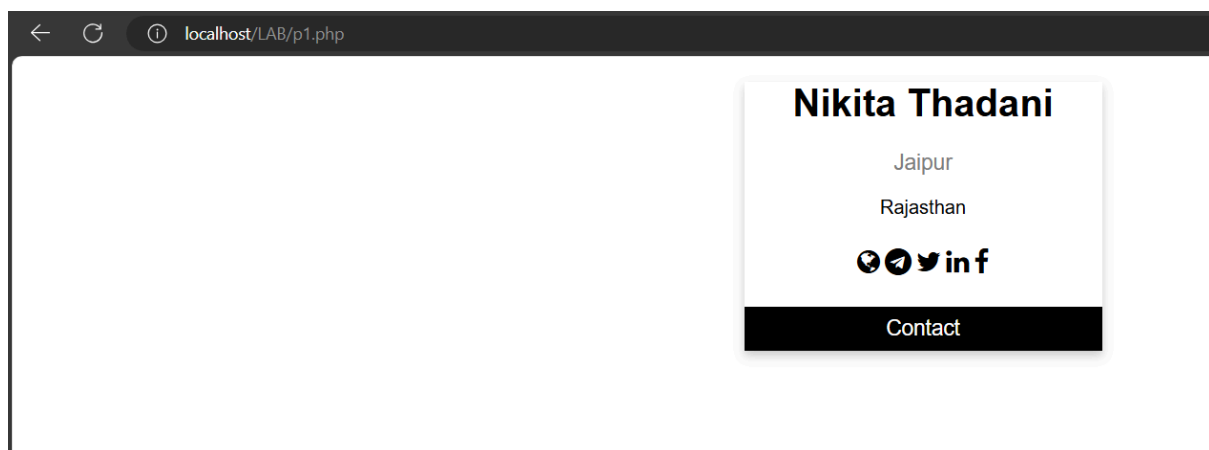 localhost/LAB/p1.php
Nikita Thadani
Jaipur
Rajasthan
in f
Contact